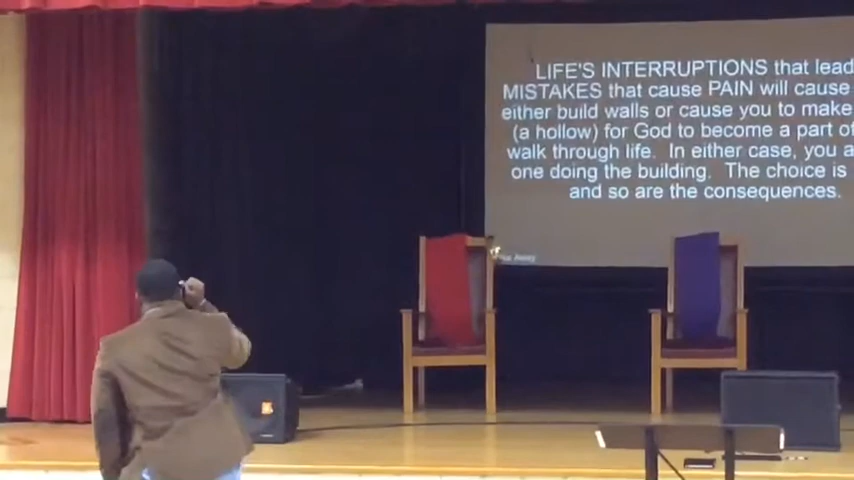 LIFE'S INTERRUPTIONS that lead
MISTAKES that cause PAIN will cause
either build walls or cause you to make
(a hollow) for God to become a part of
walk through life. In either case, you a
one doing the building. The choice is
and so are the consequences.